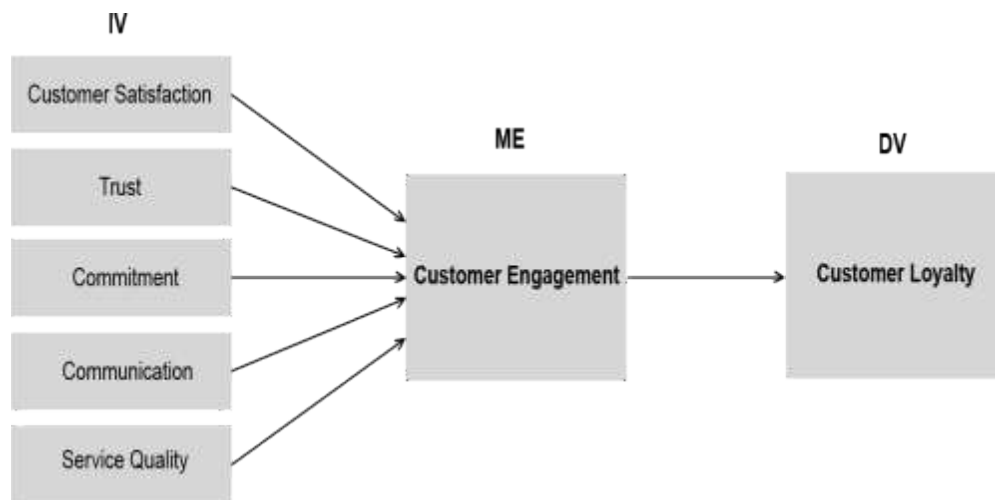 IV
Customer Satisfaction
Trust
Commitment
Communication
Service Quality
ME
Customer Engagement
DV
Customer Loyalty